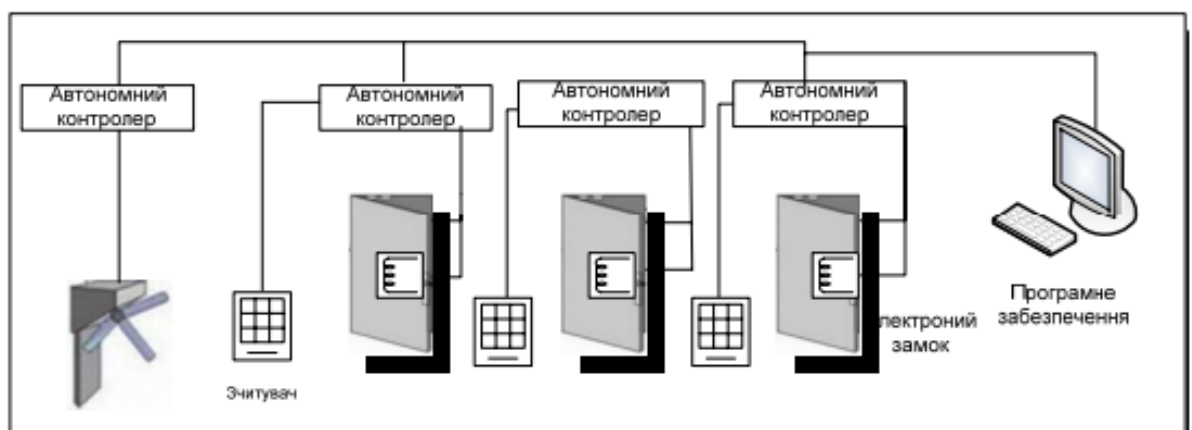 Автономний
контролер
Автономний
контролер
Автономний
контролер
Автономний
контролер
Зчитувач
лектроний
замок
Програмне
забезпечення